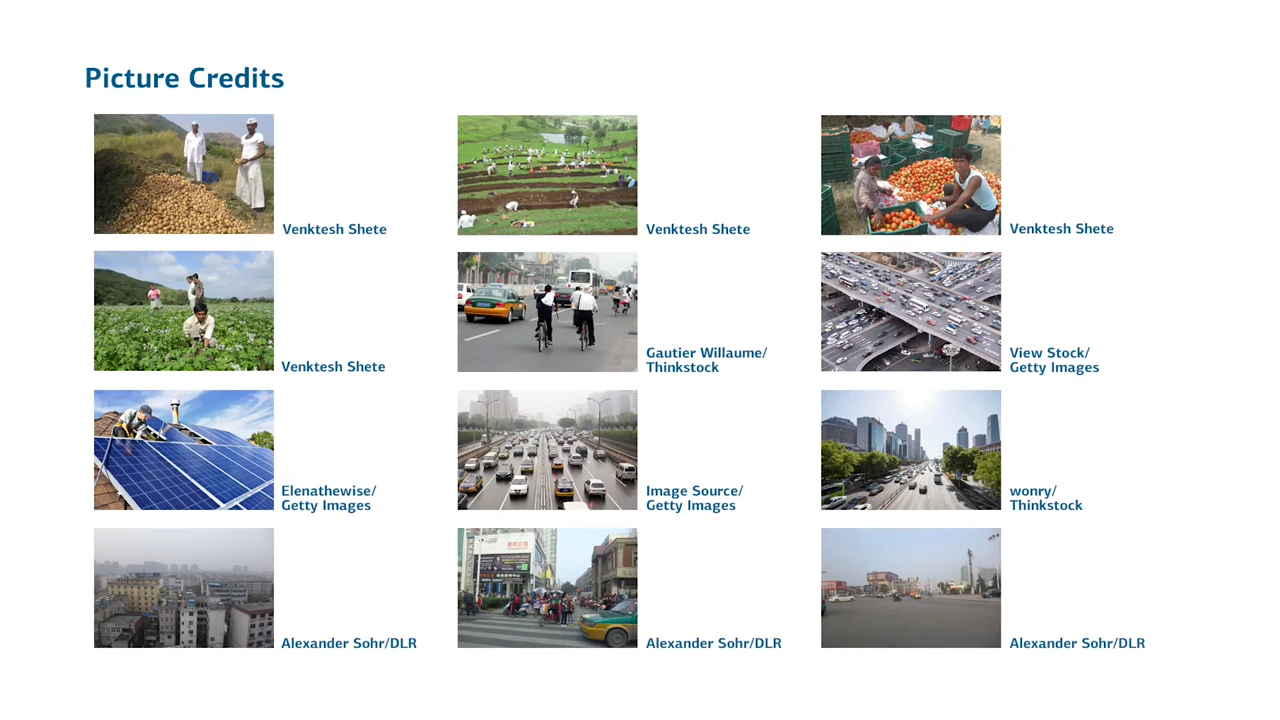 Picture Credits
Venktesh Shete
Venktesh Shete
Venktesh Shete
Venktesh Shete
Gautier Willaume/
Thinkstock
View Stock/
Getty Images
Elenathewise/
Getty Images
Image Source/
Getty Images
wonry/
Thinkstock
Alexander Sohr/DLR
Alexander Sohr/DLR
Alexander Sohr/DLR